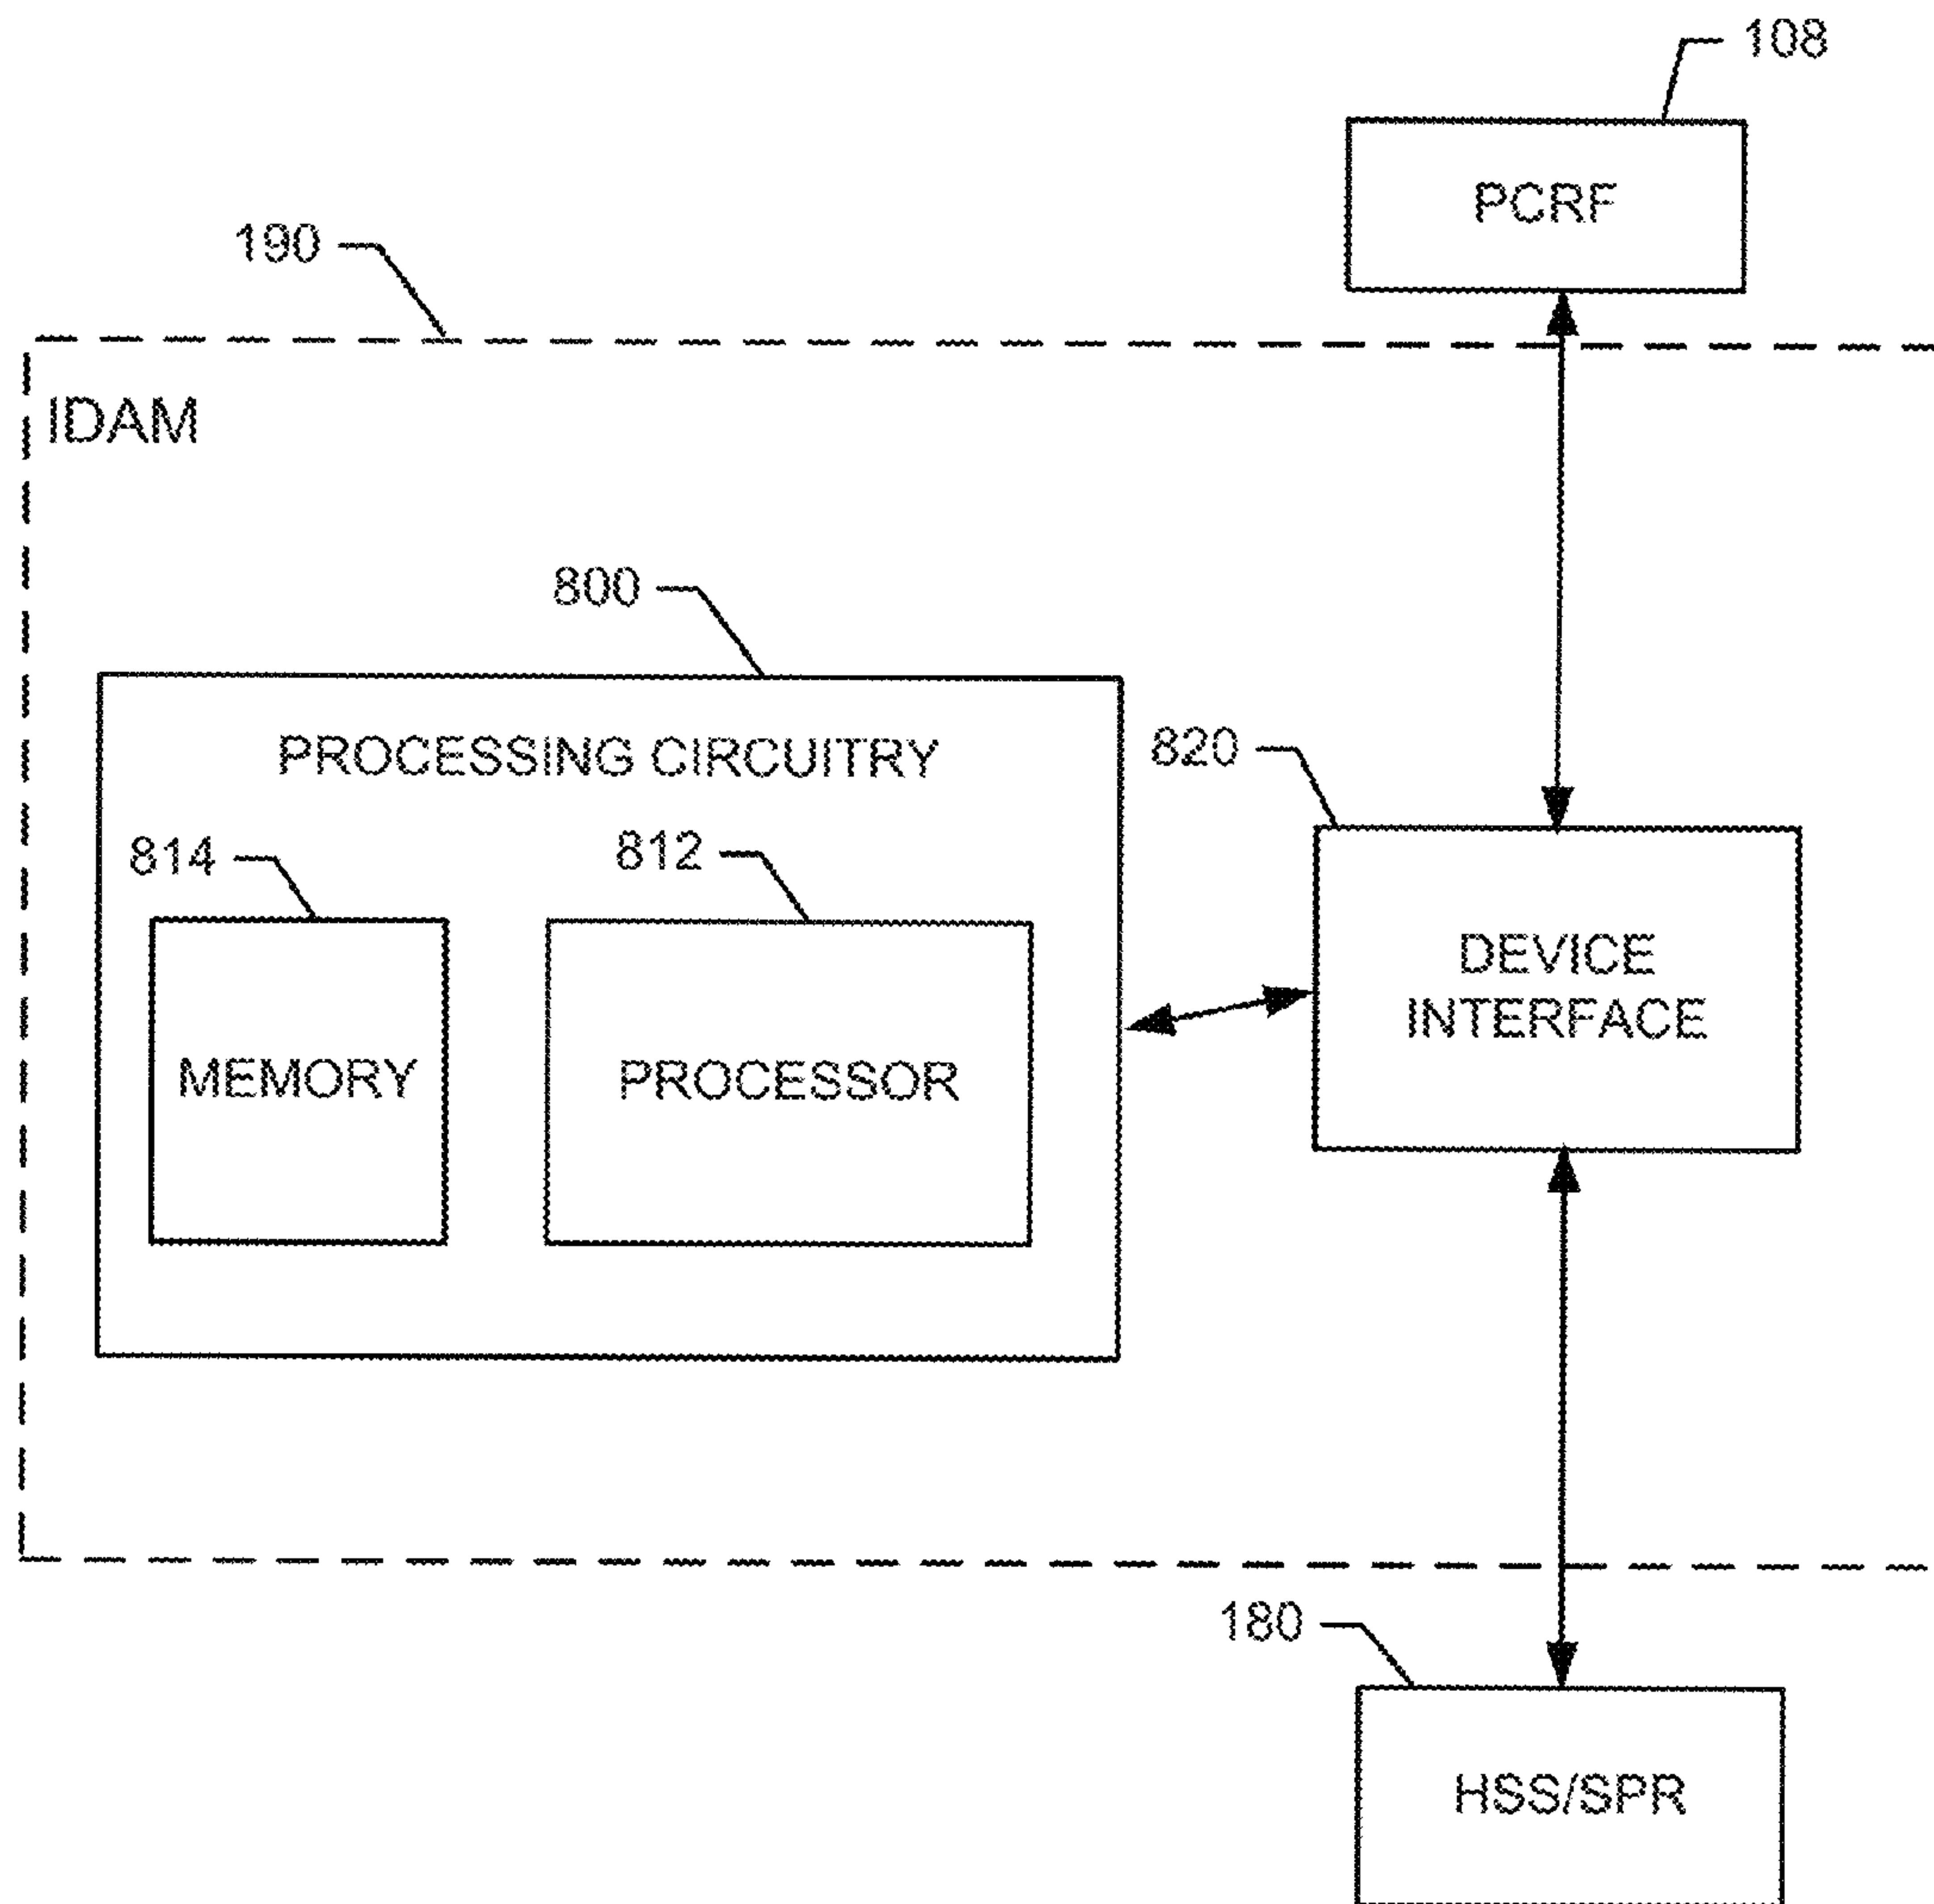 108
PCRF
190
IDAM
800
PROCESSING CIRCUITRY
820
814
812
DEVICE
INTERFACE
MEMORY
PROCESSOR
180
HSS/SPR